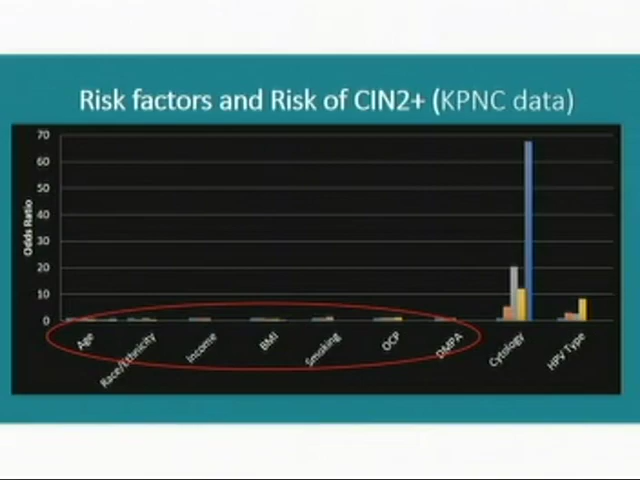 Risk factors and Risk of CIN2+ (KPNC data)
70
60
50
40
30
20
10
0
Odds Ratio
Age
Race/Ethnicity
Income
BMI
Smoking
OCP
DMPA
Cytology
HPV Type